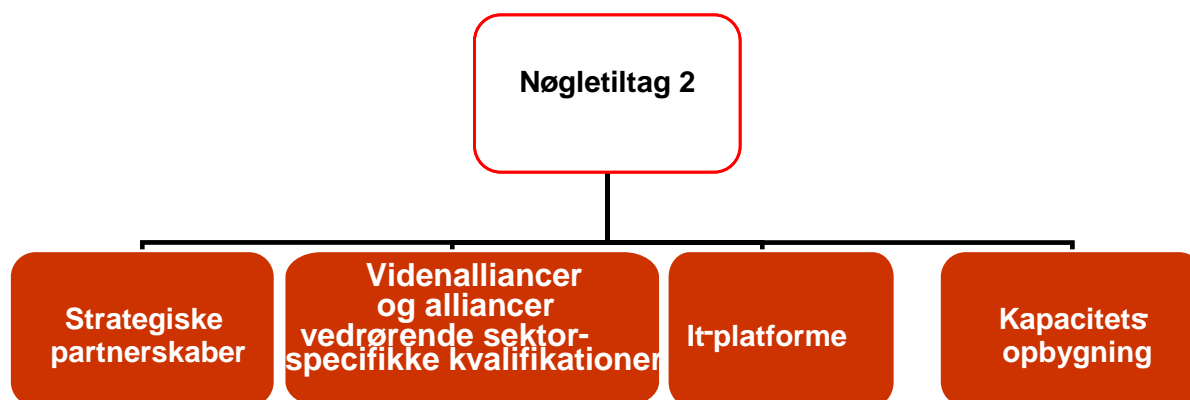 Nøgletiltag 2
Strategiske
partnerskaber
Videnalliancer
og alliancer
vedrørende sektor-
specifikke kvalifikationer
It-platforme
Kapacitets-
opbygning